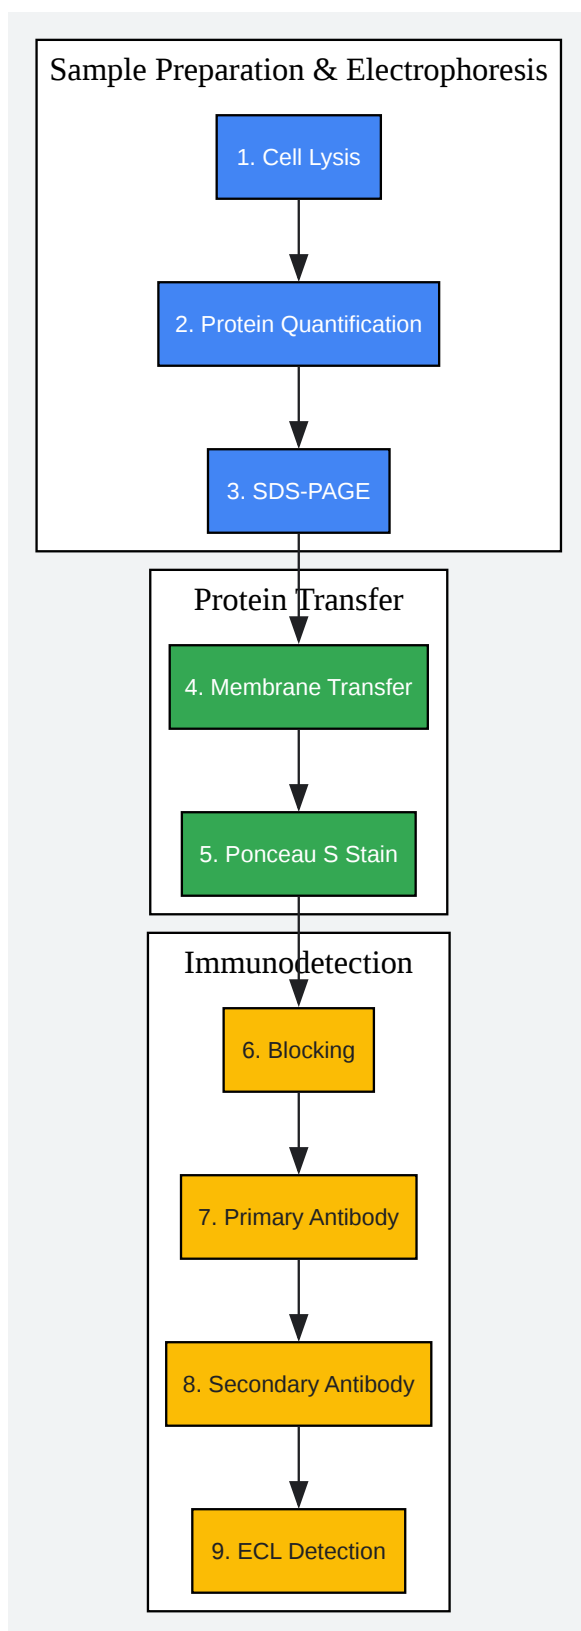 Sample Preparation & Electrophoresis
1. Cell Lysis
2. Protein Quantification
3. SDS-PAGE
Protein Transfer
4. Membrane Transfer
5. Ponceau S Stain
Immunodetection
6. Blocking
7. Primary Antibody
8. Secondary Antibody
9. ECL Detection